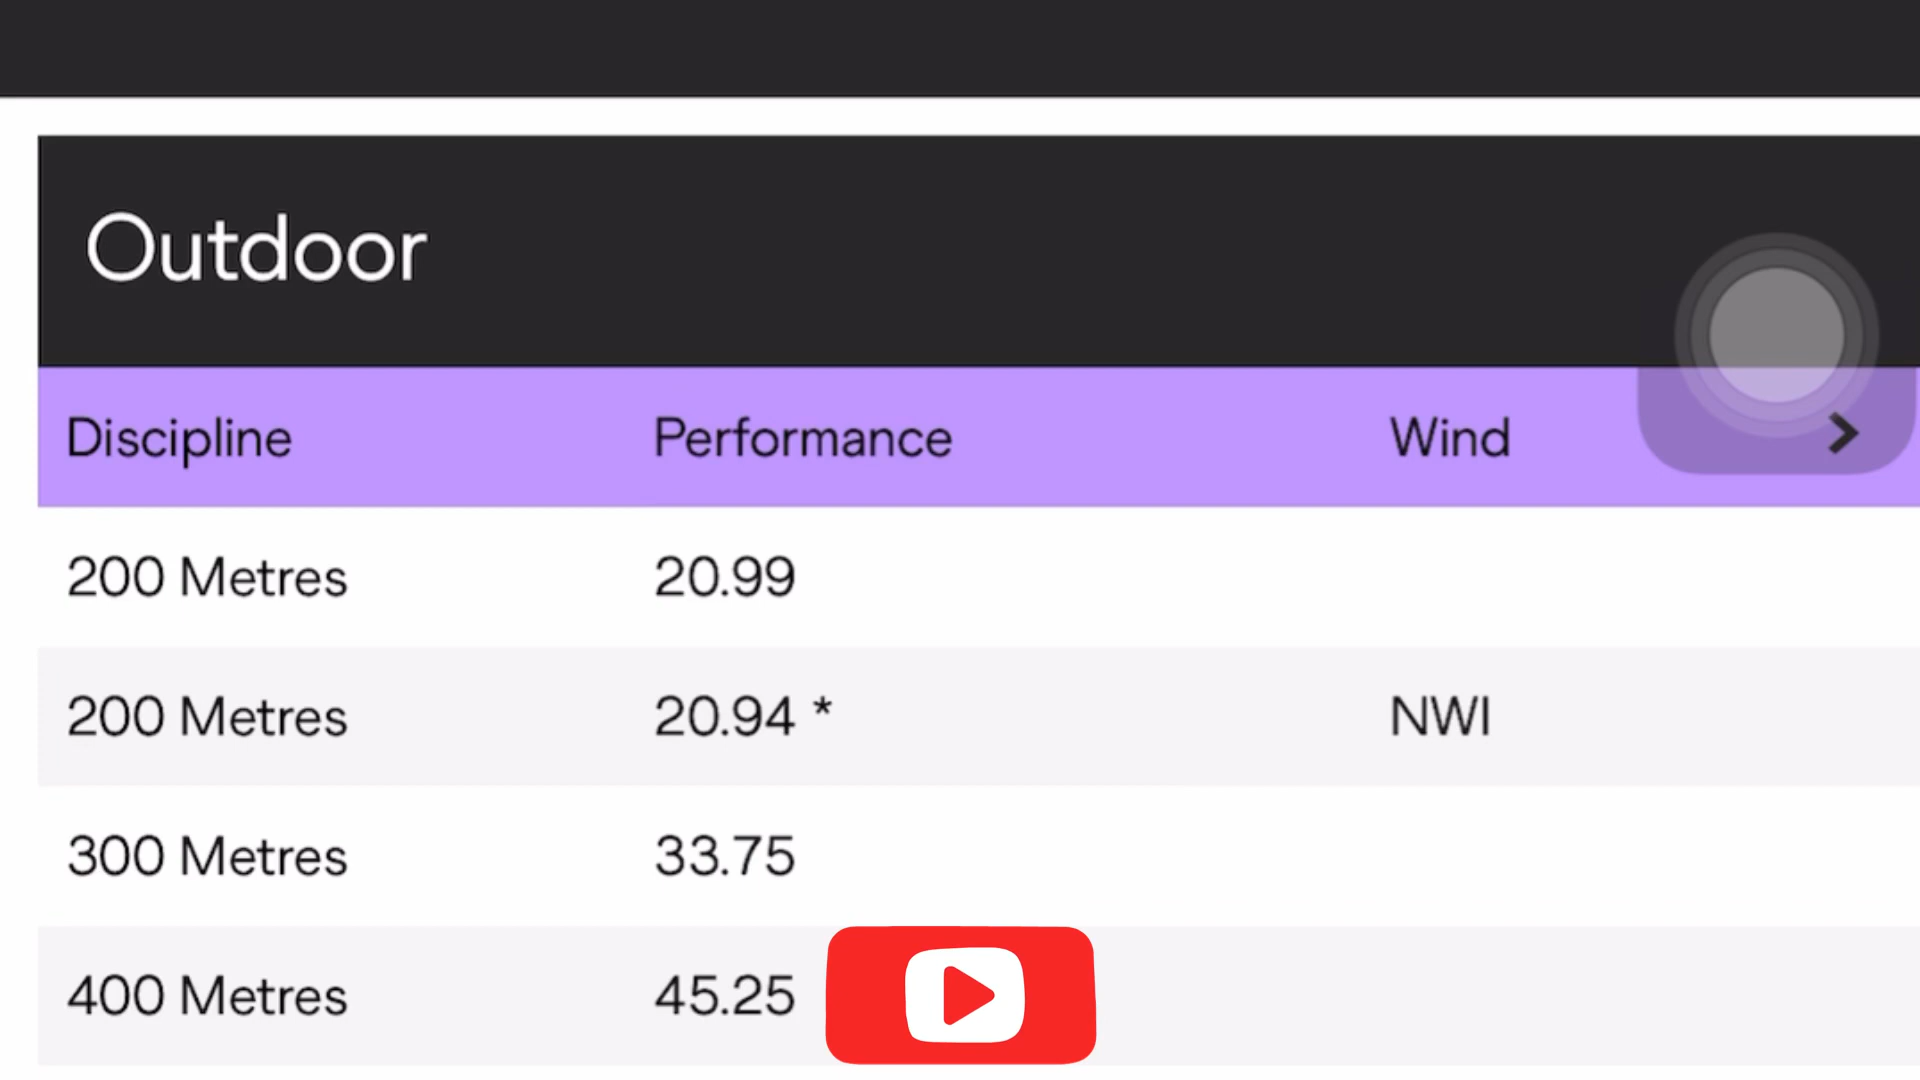 Outdoor
Discipline Performance Wind
200 Metres 20.99
200 Metres 20.94 * NWI
300 Metres 33.75
400 Metres 45.25